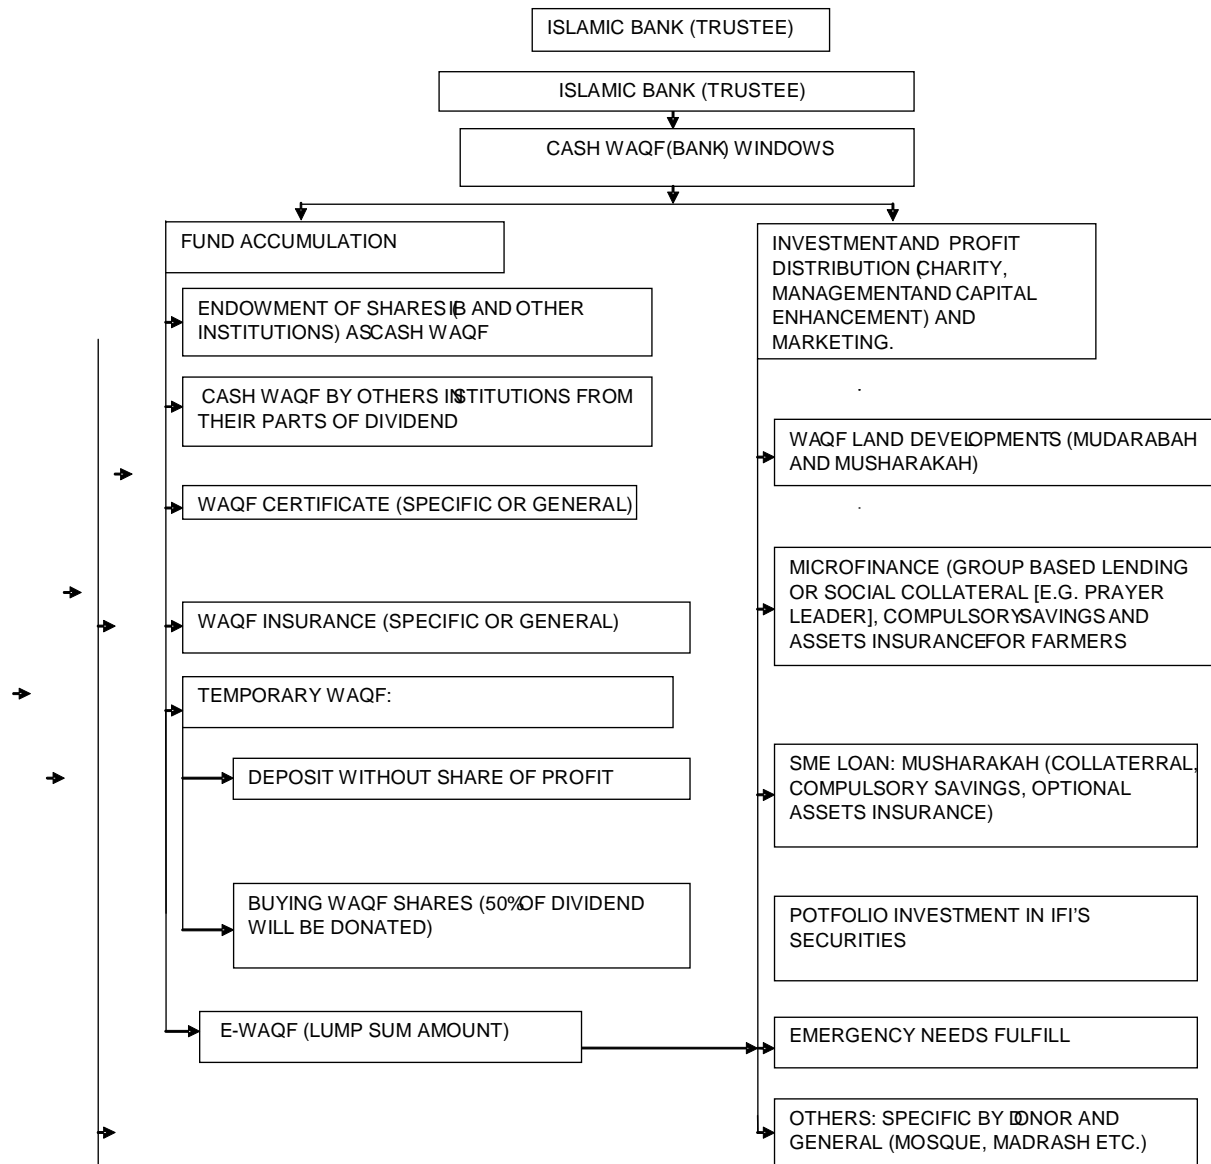 ISLAMIC BANK (TRUSTEE)
ISLAMIC BANK (TRUSTEE)
CASH WAQF (BANK) WINDOWS
FUND ACCUMULATION
ENDOWMENT OF SHARES (IB AND OTHER
INSTITUTIONS) AS CASH WAQF
CASH WAQF BY OTHERS INSTITUTIONS FROM
THEIR PARTS OF DIVIDEND
WAQF CERTIFICATE (SPECIFIC OR GENERAL)
WAQF INSURANCE (SPECIFIC OR GENERAL)
TEMPORARY WAQF:
DEPOSIT WITHOUT SHARE OF PROFIT
BUYING WAQF SHARES (50% OF DIVIDEND
WILL BE DONATED)
E-WAQF (LUMP SUM AMOUNT)
INVESTMENT AND PROFIT
DISTRIBUTION (CHARITY,
MANAGEMENT AND CAPITAL
ENHANCEMENT) AND
MARKETING.
WAQF LAND DEVELOPMENTS (MUDARABAH
AND MUSHARAKAH)
MICROFINANCE (GROUP BASED LENDING
OR SOCIAL COLLATERAL [E.G. PRAYER
LEADER], COMPULSORY SAVINGS AND
ASSETS INSURANCE FOR FARMERS
SME LOAN: MUSHARAKAH (COLLATERRAL,
COMPULSORY SAVINGS, OPTIONAL
ASSETS INSURANCE)
POTFOLIO INVESTMENT IN IFI'S
SECURITIES
EMERGENCY NEEDS FULFILL
OTHERS: SPECIFIC BY DONOR AND
GENERAL (MOSQUE, MADRASH ETC.)